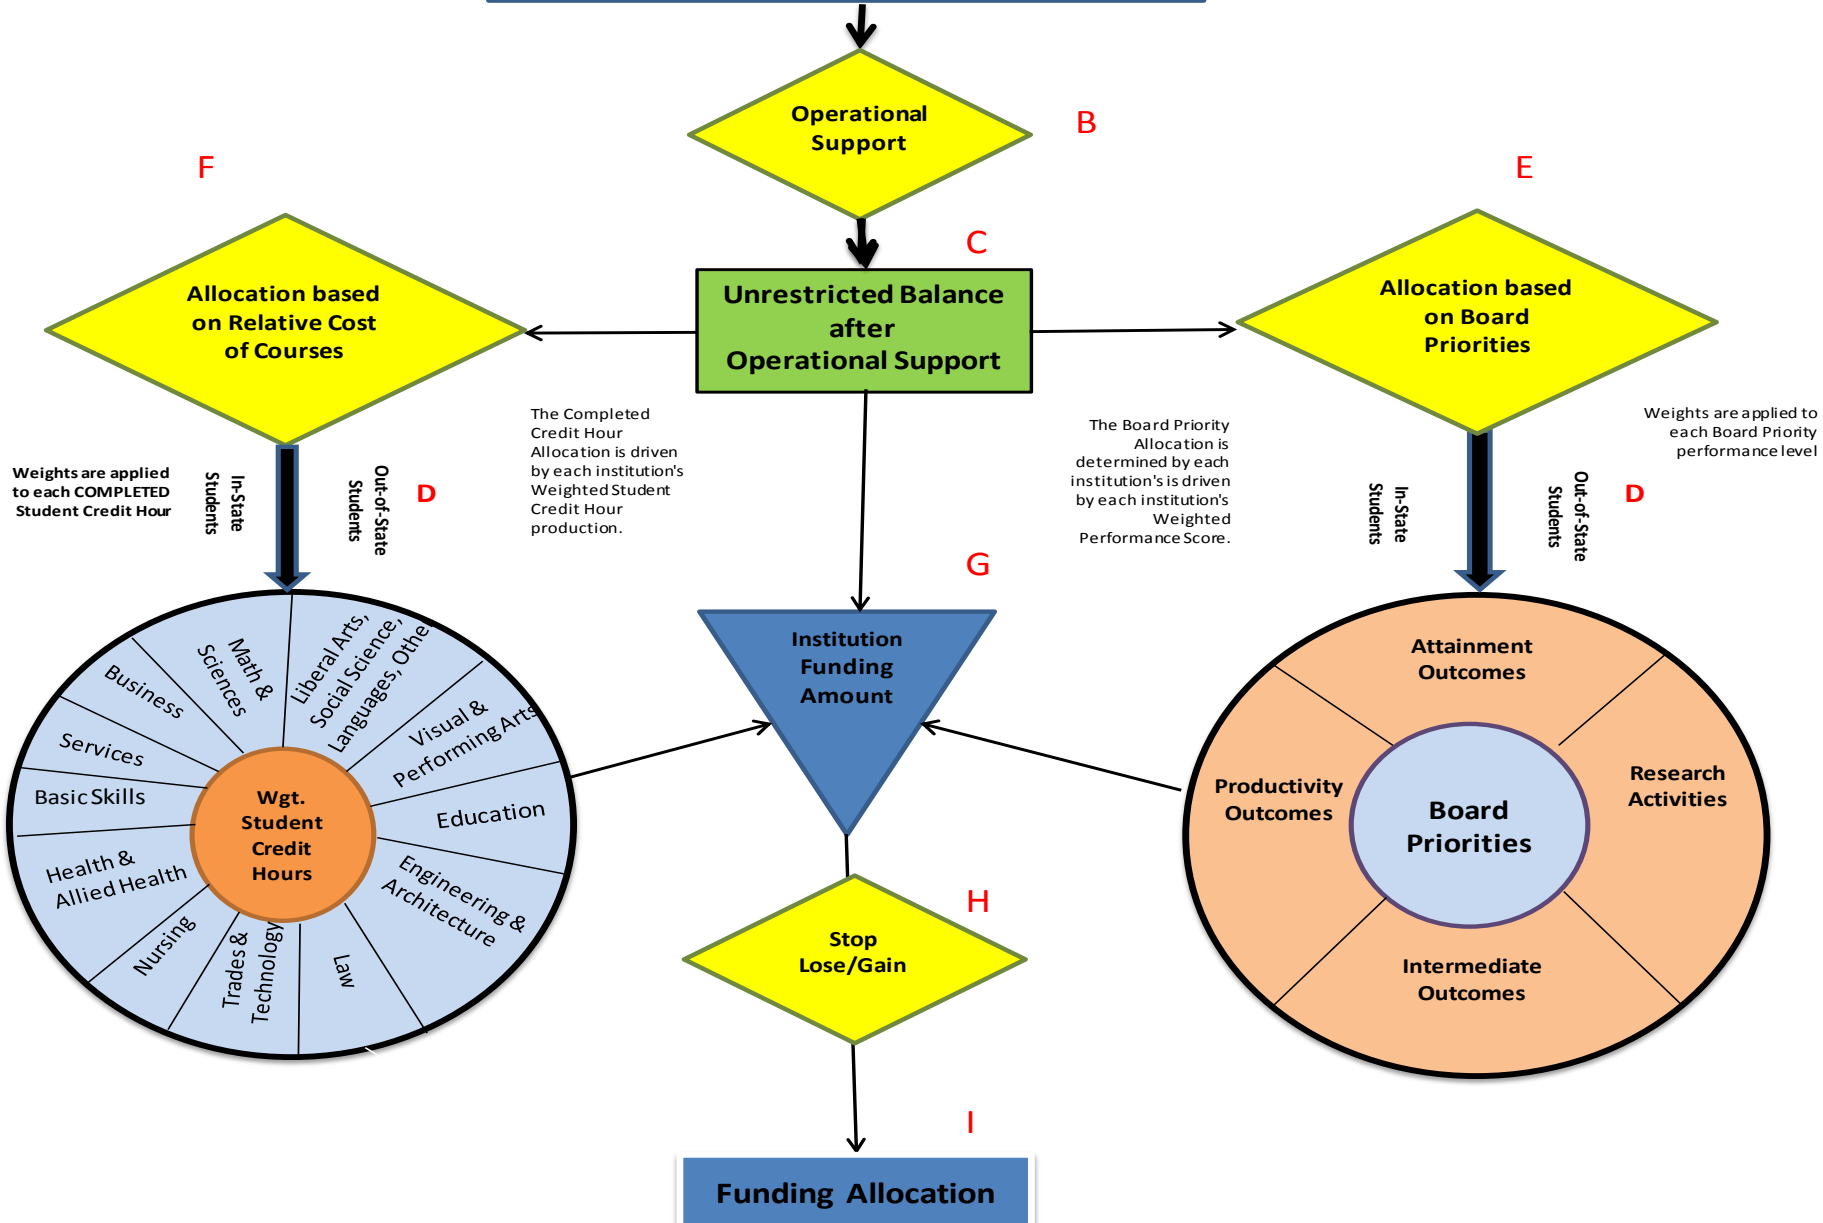 Operational
Support
B
F
E
C
Allocation based
on Relative Cost
of Courses
Unrestricted Balance
after
Operational Support
Allocation based
on Board
Priorities
Weights are applied
to each COMPLETED
Student Credit Hour
In-State
Students
Out-of-State
Students
D
The Completed
Credit Hour
Allocation is driven
by each institution's
Weighted Student
Credit Hour
production.
The Board Priority
Allocation is
determined by each
institution's is driven
by each institution's
Weighted
Performance Score.
Weights are applied to
each Board Priority
performance level
In-State
Students
Out-of-State
Students
D
G
Institution
Funding
Amount
Liberal Arts,
Social Science,
Languages, Othe
Visual &
Performing Arts
Education
Engineering &
Architecture
Law
Trades &
Technology
Nursing
Health &
Allied Health
Basic Skills
Services
Business
Math &
Sciences
Wgt.
Student
Credit
Hours
Attainment
Outcomes
Research
Activities
Intermediate
Outcomes
Productivity
Outcomes
Board
Priorities
H
Stop
Lose/Gain
I
Funding Allocation